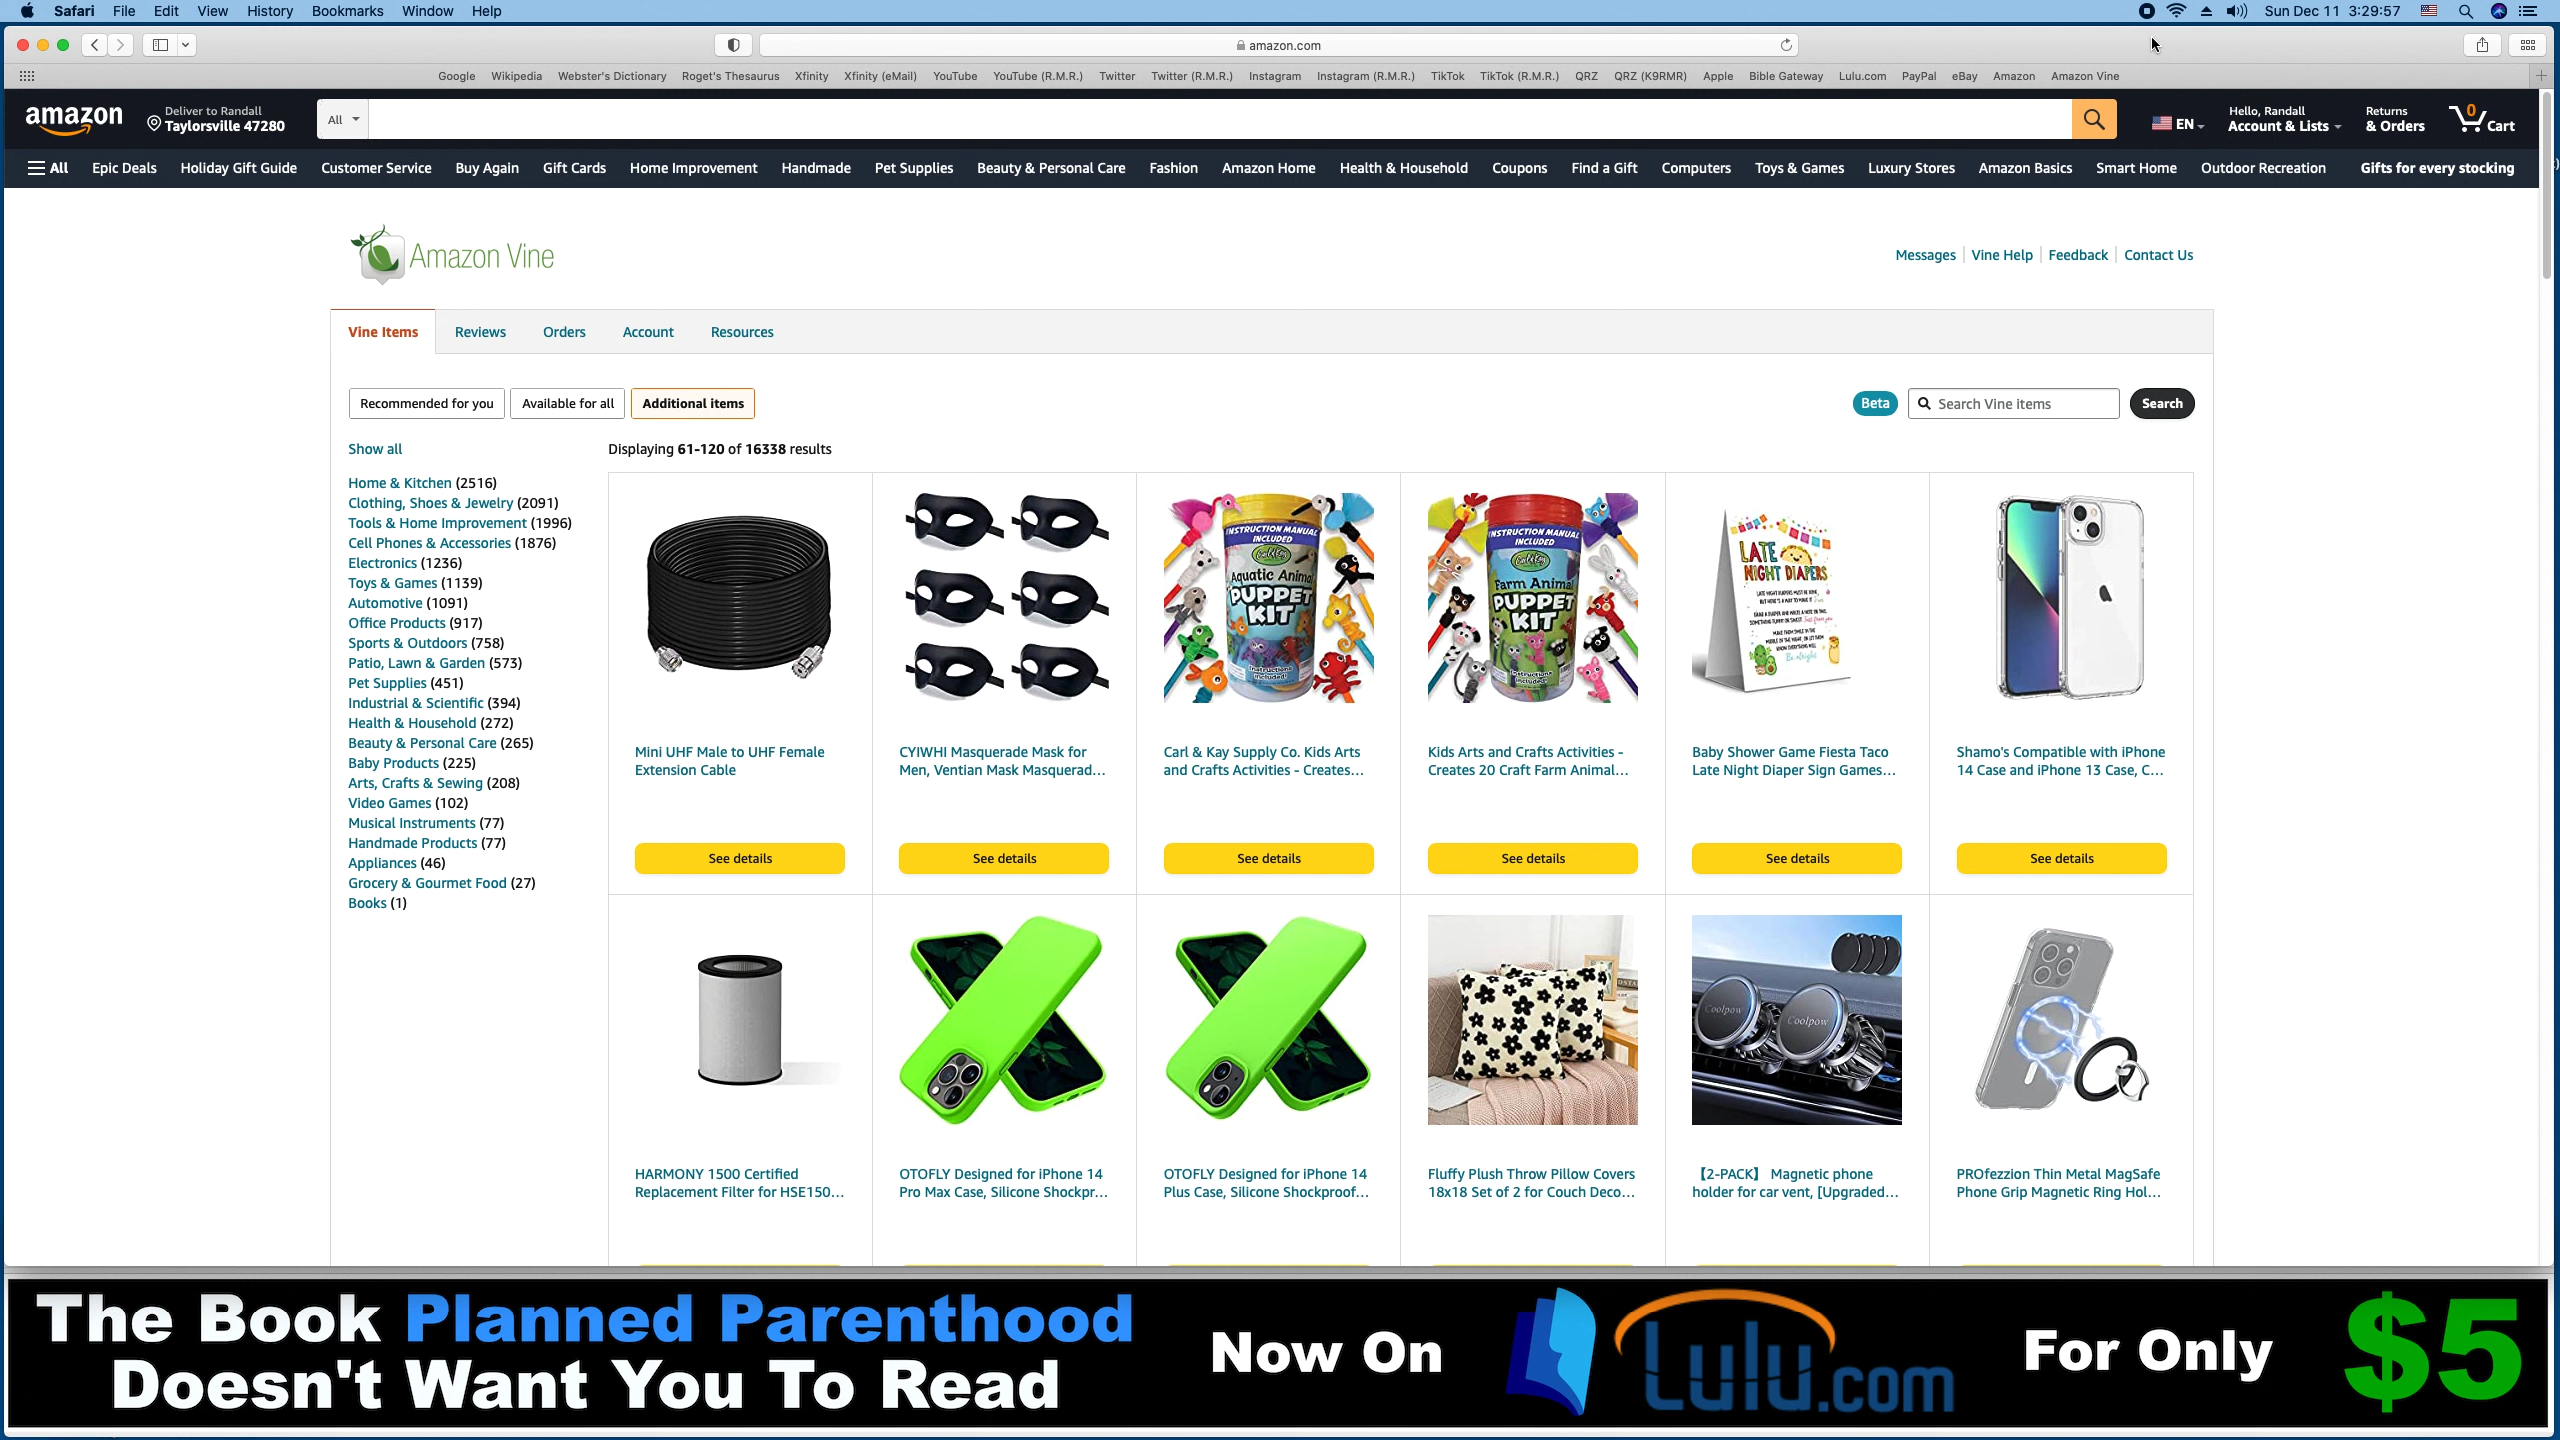 Safari File Edit View History Bookmarks Window Help
Sun Dec 11 3:29:57
amazon.com
Google Wikipedia Webster's Dictionary Roget's Thesaurus Xfinity Xfinity (eMail) YouTube YouTube (R.M.R.) Twitter Twitter (R.M.R.) Instagram Instagram (R.M.R.) TikTok TikTok (R.M.R.) QRZ QRZ (K9RMR) Apple Bible Gateway Lulu.com PayPal eBay Amazon Amazon Vine
amazon
Deliver to Randall
Taylorsville 47280
All
EN
Hello, Randall
Account & Lists
Returns
& Orders
0
Cart
All Epic Deals Holiday Gift Guide Customer Service Buy Again Gift Cards Home Improvement Handmade Pet Supplies Beauty & Personal Care Fashion Amazon Home Health & Household Coupons Find a Gift Computers Toys & Games Luxury Stores Amazon Basics Smart Home Outdoor Recreation Gifts for every stocking
Amazon Vine
Messages Vine Help Feedback Contact Us
Vine Items Reviews Orders Account Resources
Recommended for you Available for all Additional items
Beta Search Vine items Search
Show all
Displaying 61-120 of 16338 results
Home & Kitchen (2516)
Clothing, Shoes & Jewelry (2091)
Tools & Home Improvement (1996)
Cell Phones & Accessories (1876)
Electronics (1236)
Toys & Games (1139)
Automotive (1091)
Office Products (917)
Sports & Outdoors (758)
Patio, Lawn & Garden (573)
Pet Supplies (451)
Industrial & Scientific (394)
Health & Household (272)
Beauty & Personal Care (265)
Baby Products (225)
Arts, Crafts & Sewing (208)
Video Games (102)
Musical Instruments (77)
Handmade Products (77)
Appliances (46)
Grocery & Gourmet Food (27)
Books (1)
INSTRUCTION MANUAL
INCLUDED
Aquatic Animal
PUPPET
KIT
INSTRUCTION MANUAL
INCLUDED
Farm Animal
PUPPET
KIT
LATE
NIGHT DIAPERS
Mini UHF Male to UHF Female
Extension Cable
CYIWHI Masquerade Mask for
Men, Ventian Mask Masquerad...
Carl & Kay Supply Co. Kids Arts
and Crafts Activities - Creates...
Kids Arts and Crafts Activities -
Creates 20 Craft Farm Animal...
Baby Shower Game Fiesta Taco
Late Night Diaper Sign Games...
Shamo's Compatible with iPhone
14 Case and iPhone 13 Case, C...
See details See details See details See details See details See details
Coolpow
Coolpow
HARMONY 1500 Certified
Replacement Filter for HSE150...
OTOFLY Designed for iPhone 14
Pro Max Case, Silicone Shockpr...
OTOFLY Designed for iPhone 14
Plus Case, Silicone Shockproof...
Fluffy Plush Throw Pillow Covers
18x18 Set of 2 for Couch Deco...
【2-PACK】 Magnetic phone
holder for car vent, [Upgraded...
PROfezzion Thin Metal MagSafe
Phone Grip Magnetic Ring Hol...
The Book Planned Parenthood
Doesn't Want You To Read
Now On
Lulu.com
For Only
$5